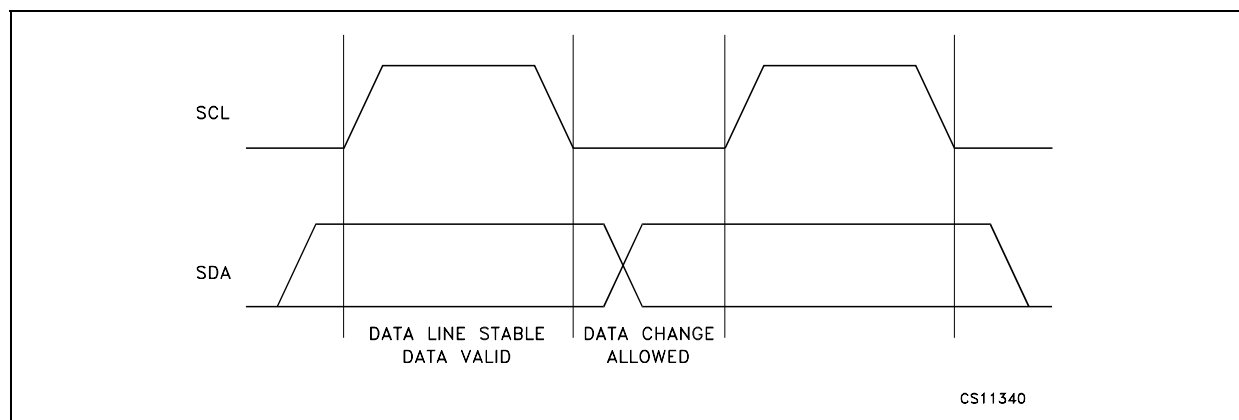 SCL
SDA
DATA LINE STABLE
DATA VALID
DATA CHANGE
ALLOWED
CS11340